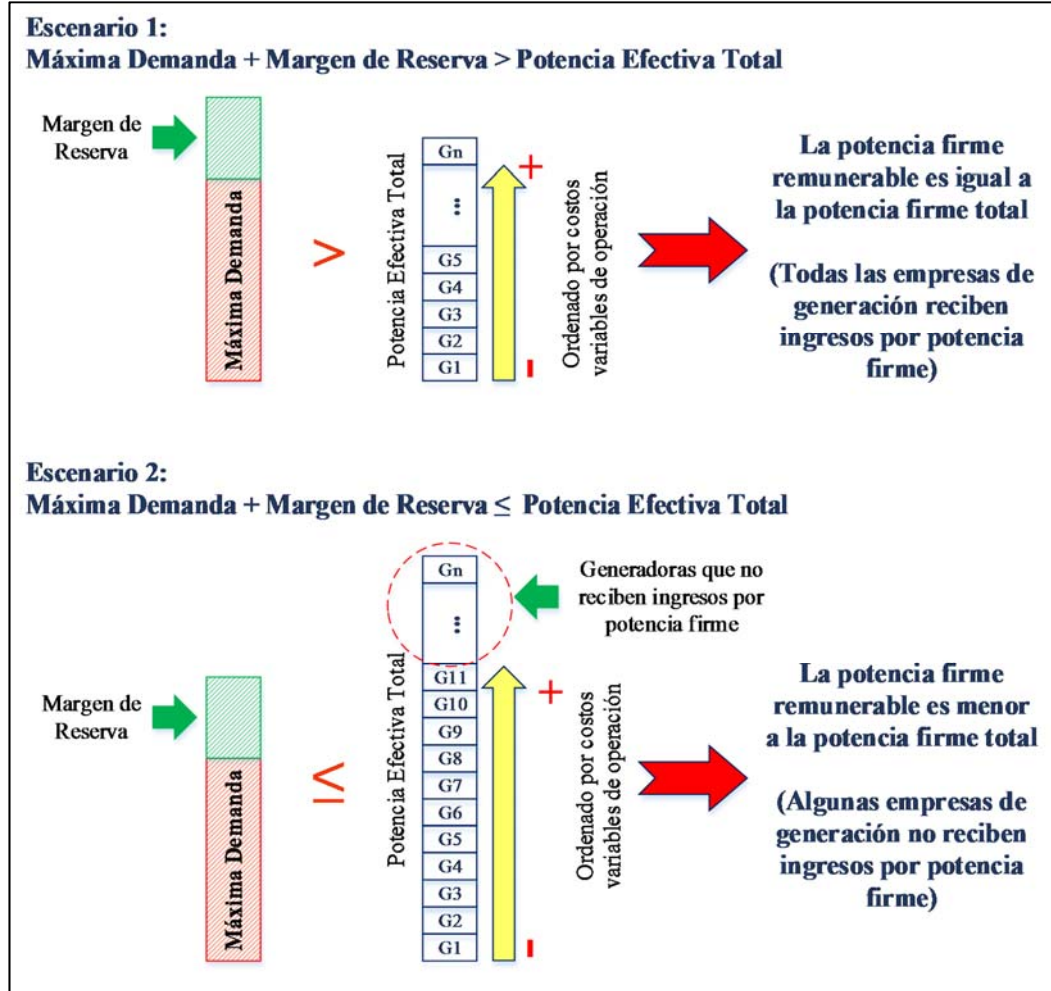 Escenario 1:
Máxima Demanda + Margen de Reserva > Potencia Efectiva Total
Margen de
Reserva
Máxima Demanda
>
Potencia Efectiva Total
Gn
...
G5
G4
G3
G2
G1
+
-
Ordenado por costos
variables de operación
La potencia firme
remunerable es igual a
la potencia firme total
(Todas las empresas de
generación reciben
ingresos por potencia
firme)
Escenario 2:
Máxima Demanda + Margen de Reserva ≤ Potencia Efectiva Total
Margen de
Reserva
Máxima Demanda
≤
Potencia Efectiva Total
Gn
...
G11
G10
G9
G8
G7
G6
G5
G4
G3
G2
G1
Generadoras que no
reciben ingresos por
potencia firme
+
-
Ordenado por costos
variables de operación
La potencia firme
remunerable es menor
a la potencia firme total
(Algunas empresas de
generación no reciben
ingresos por potencia
firme)